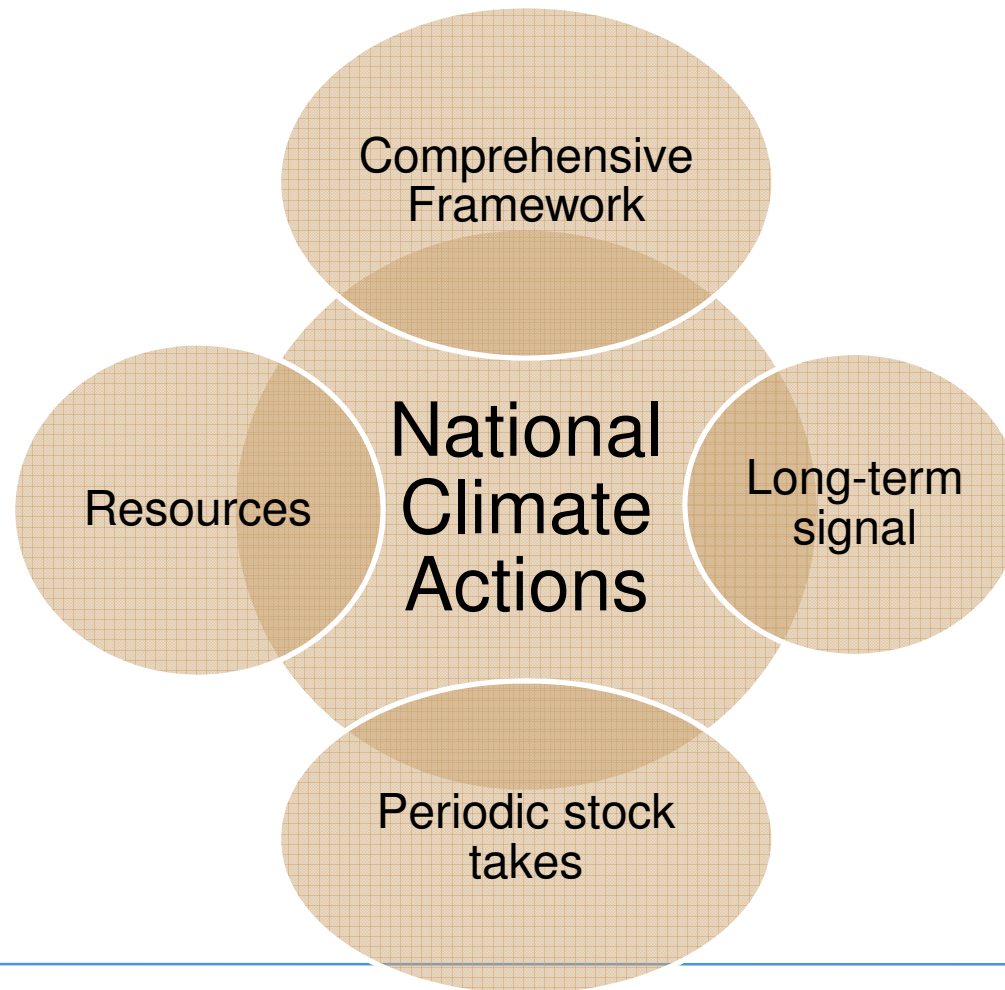 Comprehensive
Framework
Resources
National
Climate
Actions
Long-term
signal
Periodic stock
takes